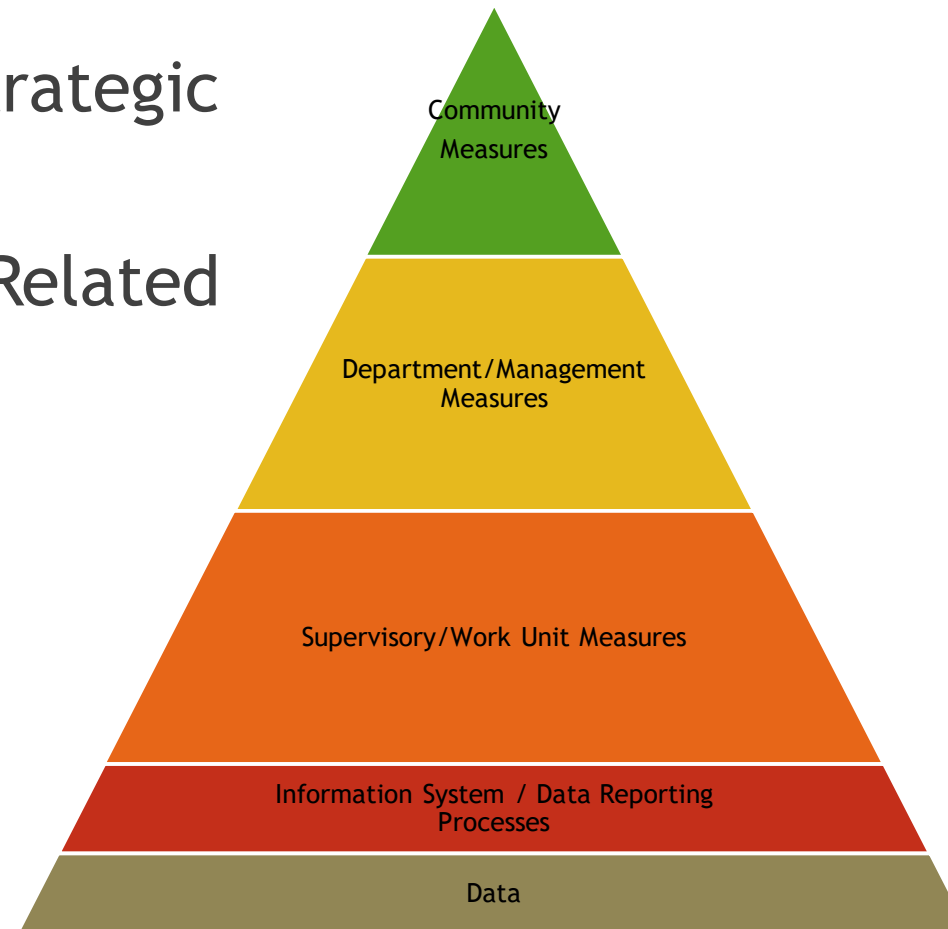 rategic
Related
Community
Measures
Department/Management
Measures
Supervisory/Work Unit Measures
Information System / Data Reporting
Processes
Data